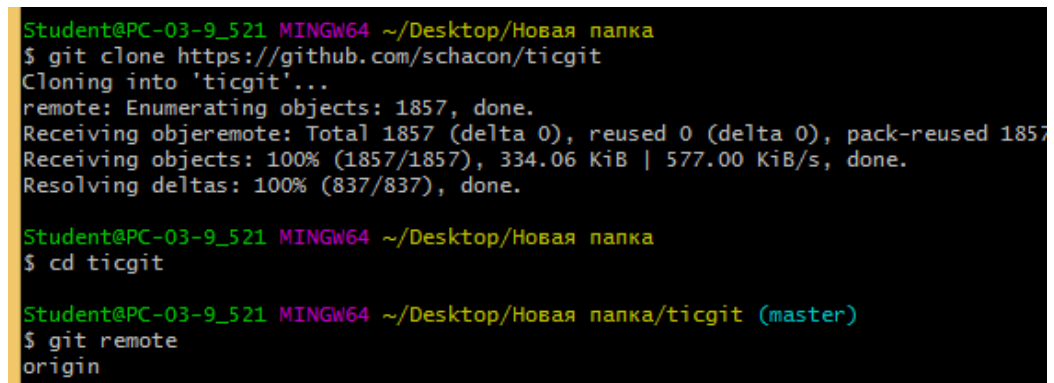 Student@PC-03-9_521 MINGW64 ~/Desktop/Новая папка
$ git clone https://github.com/schacon/ticgit
Cloning into 'ticgit'...
remote: Enumerating objects: 1857, done.
Receiving objeremote: Total 1857 (delta 0), reused 0 (delta 0), pack-reused 1857
Receiving objects: 100% (1857/1857), 334.06 KiB | 577.00 KiB/s, done.
Resolving deltas: 100% (837/837), done.
Student@PC-03-9_521 MINGW64 ~/Desktop/Новая папка
$ cd ticgit
Student@PC-03-9_521 MINGW64 ~/Desktop/Новая папка/ticgit (master)
$ git remote
origin